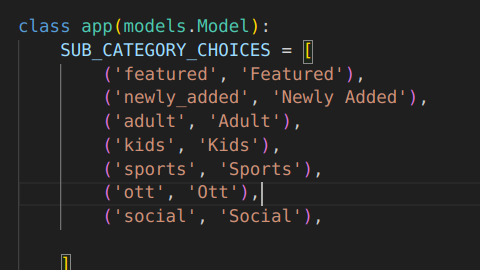 class app(models.Model):
    SUB_CATEGORY_CHOICES = [
        ('featured', 'Featured'),
        ('newly_added', 'Newly Added'),
        ('adult', 'Adult'),
        ('kids', 'Kids'),
        ('sports', 'Sports'),
        ('ott', 'Ott'),
        ('social', 'Social'),
    ]